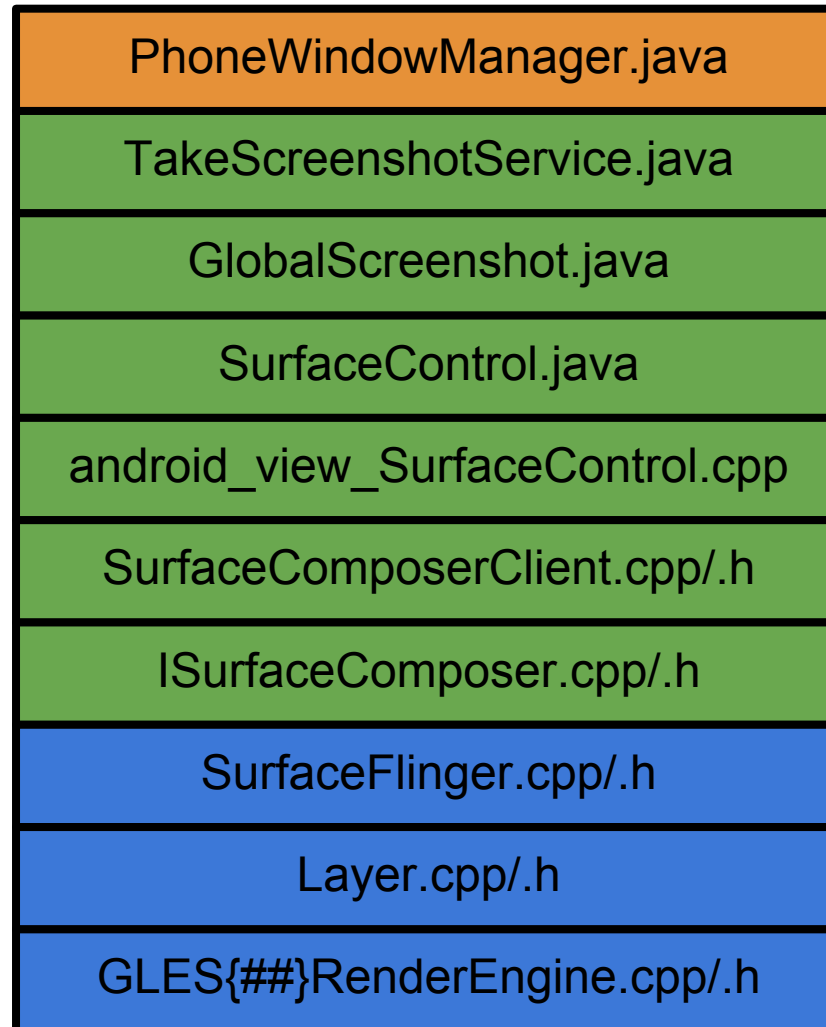 PhoneWindowManager.java
TakeScreenshotService.java
GlobalScreenshot.java
SurfaceControl.java
android_view_SurfaceControl.cpp
SurfaceComposerClient.cpp/.h
ISurfaceComposer.cpp/.h
SurfaceFlinger.cpp/.h
Layer.cpp/.h
GLES{##}RenderEngine.cpp/.h